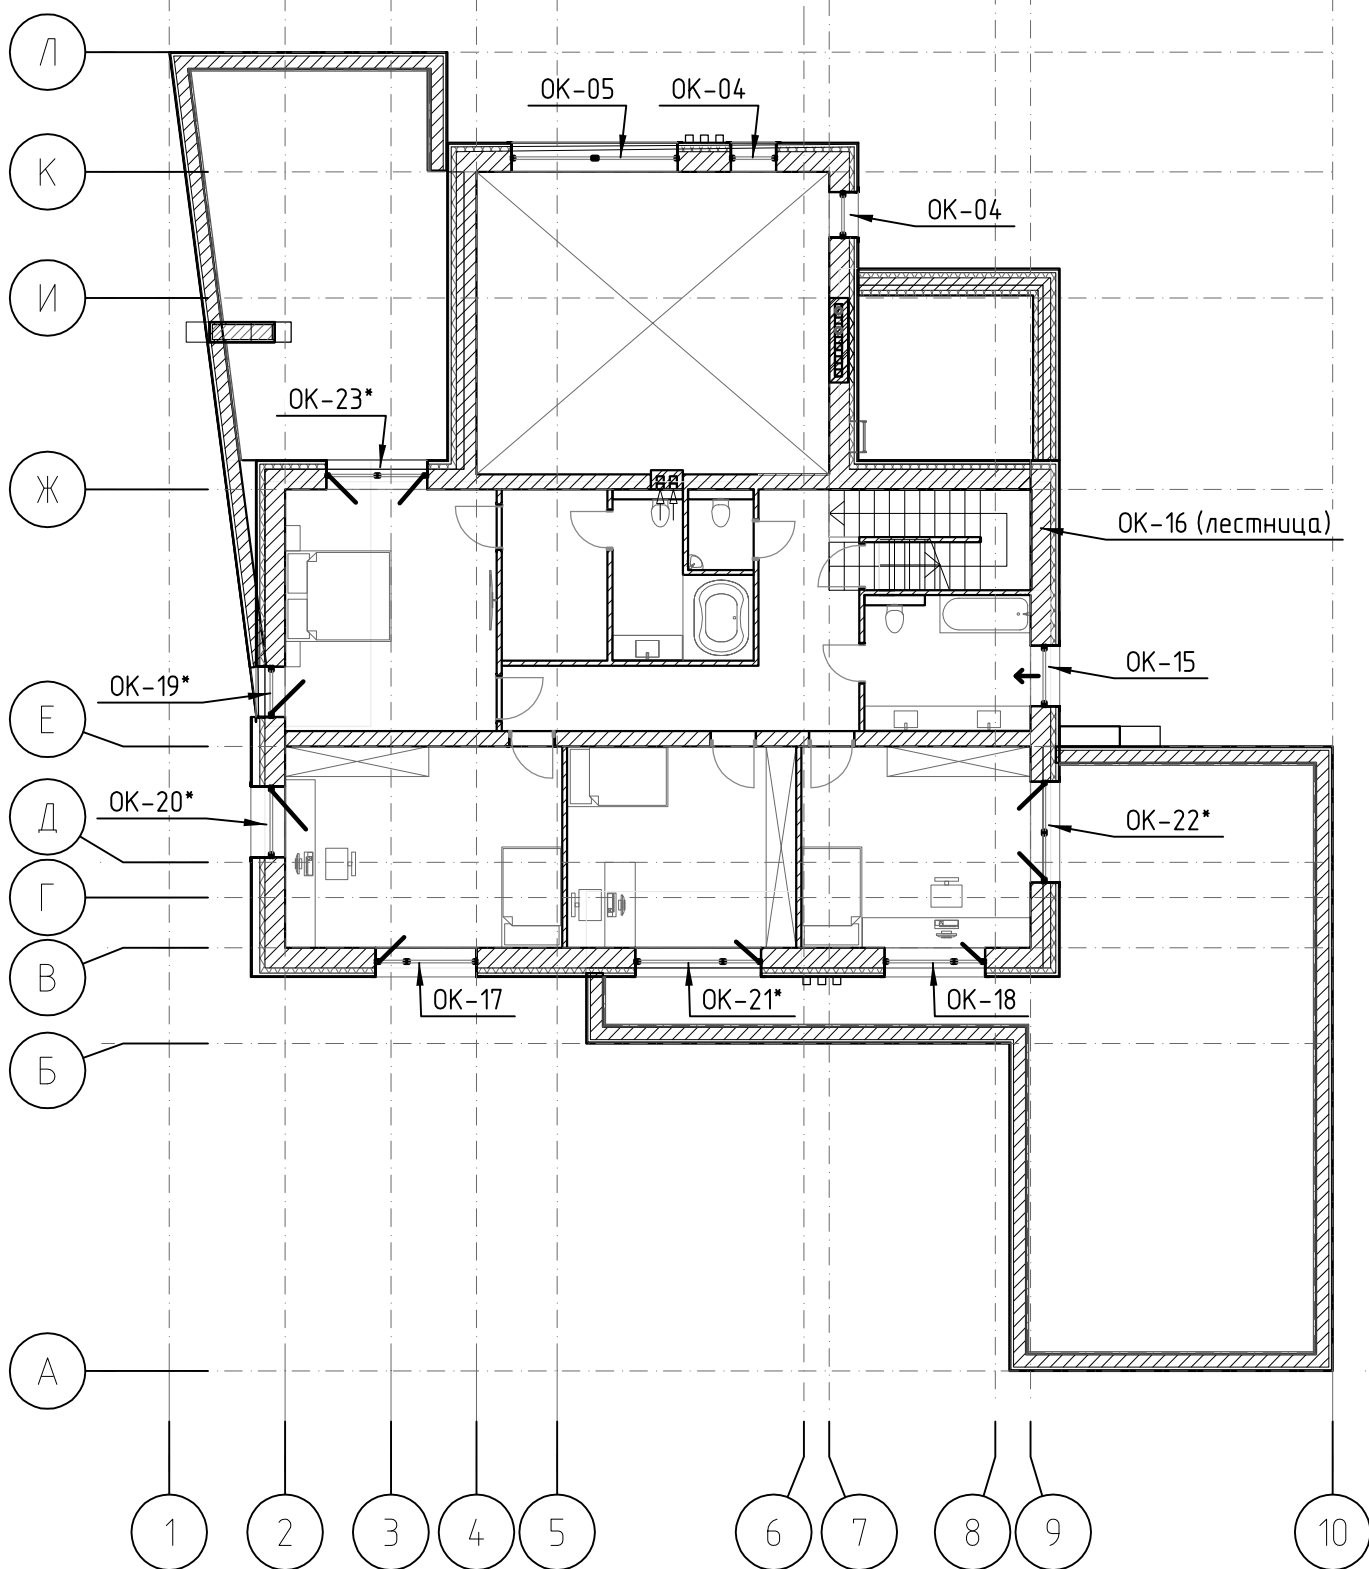 Л
ОК-05
ОК-04
К
ОК-04
И
ОК-23*
Ж
ОК-16 (лестница)
ОК-15
ОК-19*
Е
ОК-20*
Д
ОК-22*
Г
В
ОК-17
ОК-21*
ОК-18
Б
А
1
2
3
4
5
6
7
8
9
10